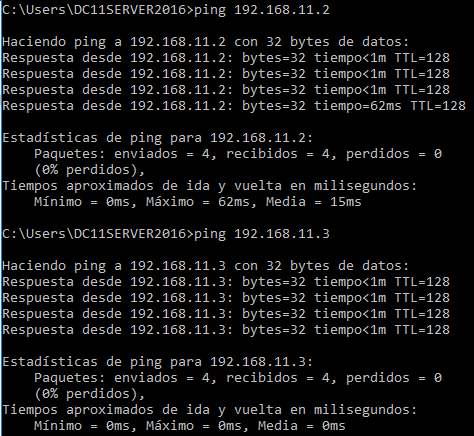 C:\Users\DC11SERVER2016>ping 192.168.11.2
Haciendo ping a 192.168.11.2 con 32 bytes de datos:
Respuesta desde 192.168.11.2: bytes=32 tiempo<1m TTL=128
Respuesta desde 192.168.11.2: bytes=32 tiempo<1m TTL=128
Respuesta desde 192.168.11.2: bytes=32 tiempo<1m TTL=128
Respuesta desde 192.168.11.2: bytes=32 tiempo=62ms TTL=128
Estadísticas de ping para 192.168.11.2:
Paquetes: enviados = 4, recibidos = 4, perdidos = 0
(0% perdidos),
Tiempos aproximados de ida y vuelta en milisegundos:
Mínimo = 0ms, Máximo = 62ms, Media = 15ms
C:\Users\DC11SERVER2016>ping 192.168.11.3
Haciendo ping a 192.168.11.3 con 32 bytes de datos:
Respuesta desde 192.168.11.3: bytes=32 tiempo<1m TTL=128
Respuesta desde 192.168.11.3: bytes=32 tiempo<1m TTL=128
Respuesta desde 192.168.11.3: bytes=32 tiempo<1m TTL=128
Respuesta desde 192.168.11.3: bytes=32 tiempo<1m TTL=128
Estadísticas de ping para 192.168.11.3:
Paquetes: enviados = 4, recibidos = 4, perdidos = 0
(0% perdidos),
Tiempos aproximados de ida y vuelta en milisegundos:
Mínimo = 0ms, Máximo = 0ms, Media = 0ms